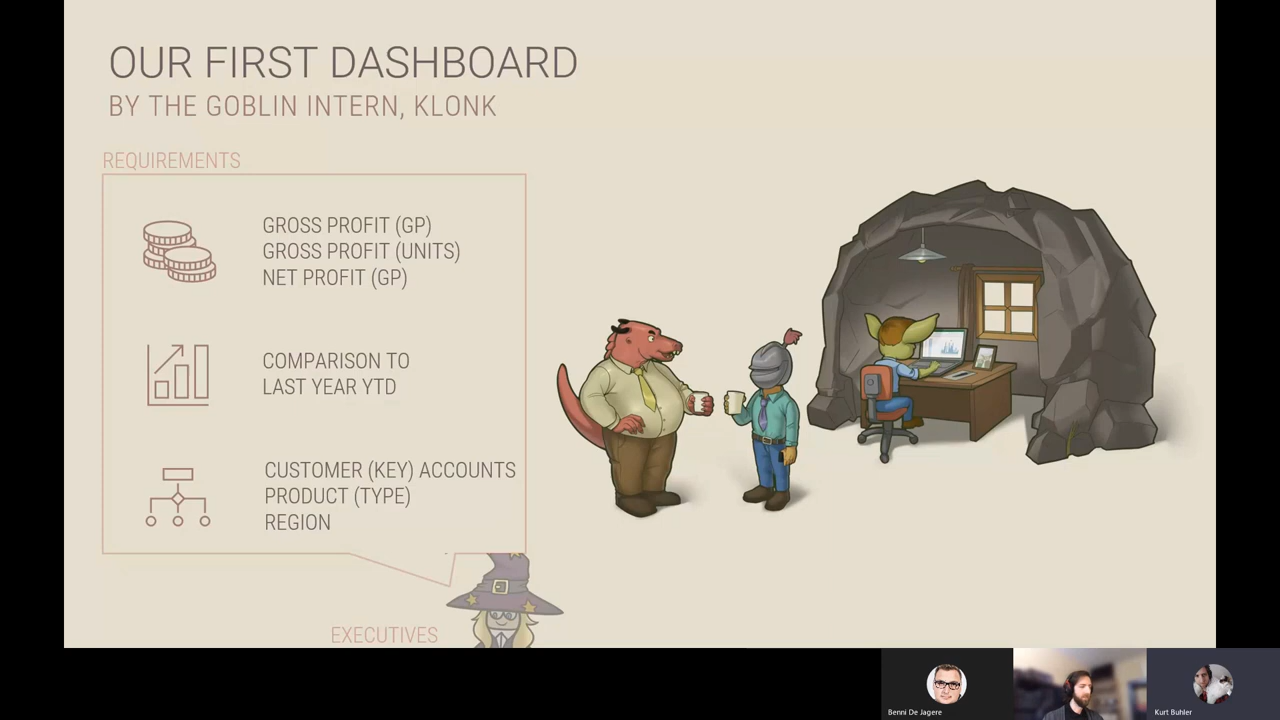 OUR FIRST DASHBOARD
BY THE GOBLIN INTERN, KLONK
REQUIREMENTS
GROSS PROFIT (GP)
GROSS PROFIT (UNITS)
NET PROFIT (GP)
COMPARISON TO
LAST YEAR YTD
CUSTOMER (KEY) ACCOUNTS
PRODUCT (TYPE)
REGION
EXECUTIVES
Benni De Jagere
Kurt Buhler